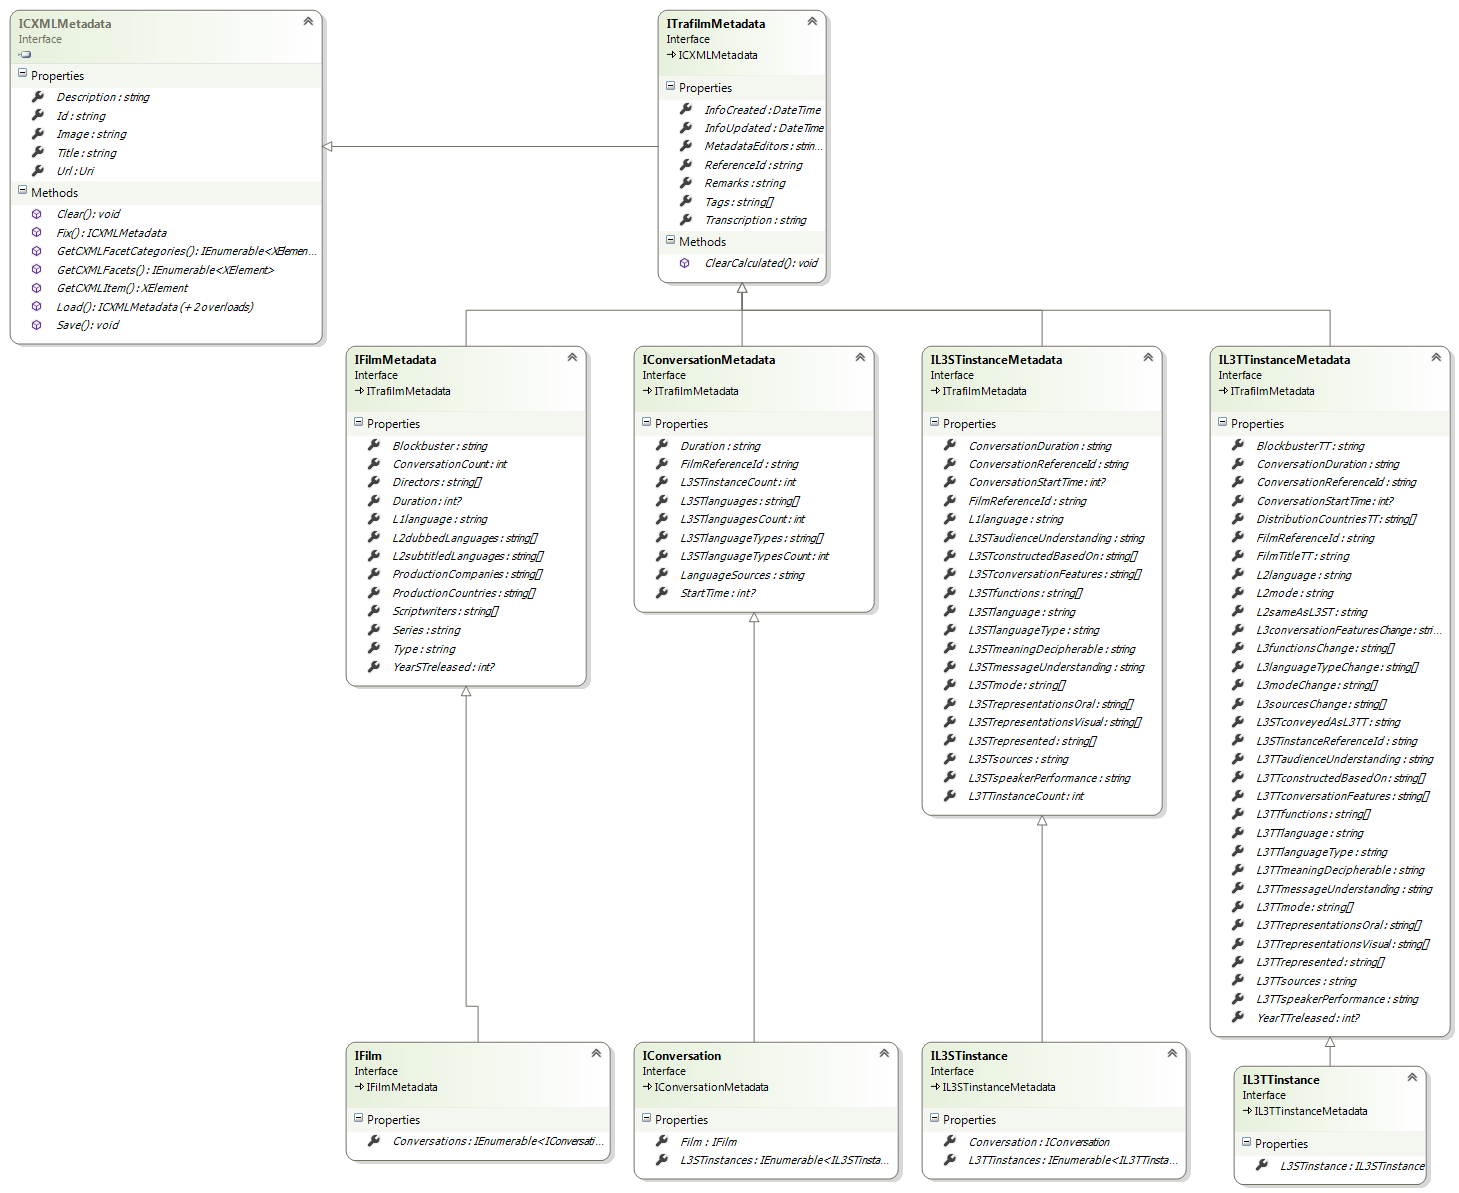 ICXMLMetadata
Interface
Properties
Description : string
Id : string
Image : string
Title : string
Url : Uri
Methods
Clear() : void
Fix() : ICXMLMetadata
GetCXMLFacetCategories() : IEnumerable<XElemen...
GetCXMLFacets() : IEnumerable<XElement>
GetCXMLItem() : XElement
Load() : ICXMLMetadata (+ 2 overloads)
Save() : void
ITrafilmMetadata
Interface
ICXMLMetadata
Properties
InfoCreated : DateTime
InfoUpdated : DateTime
MetadataEditors : strin...
ReferenceId : string
Remarks : string
Tags : string[]
Transcription : string
Methods
ClearCalculated() : void
IFilmMetadata
Interface
ITrafilmMetadata
Properties
Blockbuster : string
ConversationCount : int
Directors : string[]
Duration : int?
L1language : string
L2dubbedLanguages : string[]
L2subtitledLanguages : string[]
ProductionCompanies : string[]
ProductionCountries : string[]
Scriptwriters : string[]
Series : string
Type : string
YearSTreleased : int?
IConversationMetadata
Interface
ITrafilmMetadata
Properties
Duration : string
FilmReferenceId : string
L3STinstanceCount : int
L3STlanguages : string[]
L3STlanguagesCount : int
L3STlanguageTypes : string[]
L3STlanguageTypesCount : int
LanguageSources : string
StartTime : int?
IL3STinstanceMetadata
Interface
ITrafilmMetadata
Properties
ConversationDuration : string
ConversationReferenceId : string
ConversationStartTime : int?
FilmReferenceId : string
L1language : string
L3STaudienceUnderstanding : string
L3STconstructedBasedOn : string[]
L3STconversationFeatures : string[]
L3STfunctions : string[]
L3STlanguage : string
L3STlanguageType : string
L3STmeaningDecipherable : string
L3STmessageUnderstanding : string
L3STmode : string[]
L3STrepresentationsOral : string[]
L3STrepresentationsVisual : string[]
L3STrepresented : string[]
L3STsources : string
L3STspeakerPerformance : string
L3TTinstanceCount : int
IL3TTinstanceMetadata
Interface
ITrafilmMetadata
Properties
BlockbusterTT : string
ConversationDuration : string
ConversationReferenceId : string
ConversationStartTime : int?
DistributionCountriesTT : string[]
FilmReferenceId : string
FilmTitleTT : string
L2language : string
L2mode : string
L2sameAsL3ST : string
L3conversationFeaturesChange : stri...
L3functionsChange : string[]
L3languageTypeChange : string[]
L3modeChange : string[]
L3sourcesChange : string[]
L3STconveyedAsL3TT : string
L3STinstanceReferenceId : string
L3TTaudienceUnderstanding : string
L3TTconstructedBasedOn : string[]
L3TTconversationFeatures : string[]
L3TTfunctions : string[]
L3TTlanguage : string
L3TTlanguageType : string
L3TTmeaningDecipherable : string
L3TTmessageUnderstanding : string
L3TTmode : string[]
L3TTrepresentationsOral : string[]
L3TTrepresentationsVisual : string[]
L3TTrepresented : string[]
L3TTsources : string
L3TTspeakerPerformance : string
YearTTreleased : int?
IFilm
Interface
IFilmMetadata
Properties
Conversations : IEnumerable<IConversati...
IConversation
Interface
IConversationMetadata
Properties
Film : IFilm
L3STinstances : IEnumerable<IL3STinsta...
IL3STinstance
Interface
IL3STinstanceMetadata
Properties
Conversation : IConversation
L3TTinstances : IEnumerable<IL3TTinsta...
IL3TTinstance
Interface
IL3TTinstanceMetadata
Properties
L3STinstance : IL3STinstance